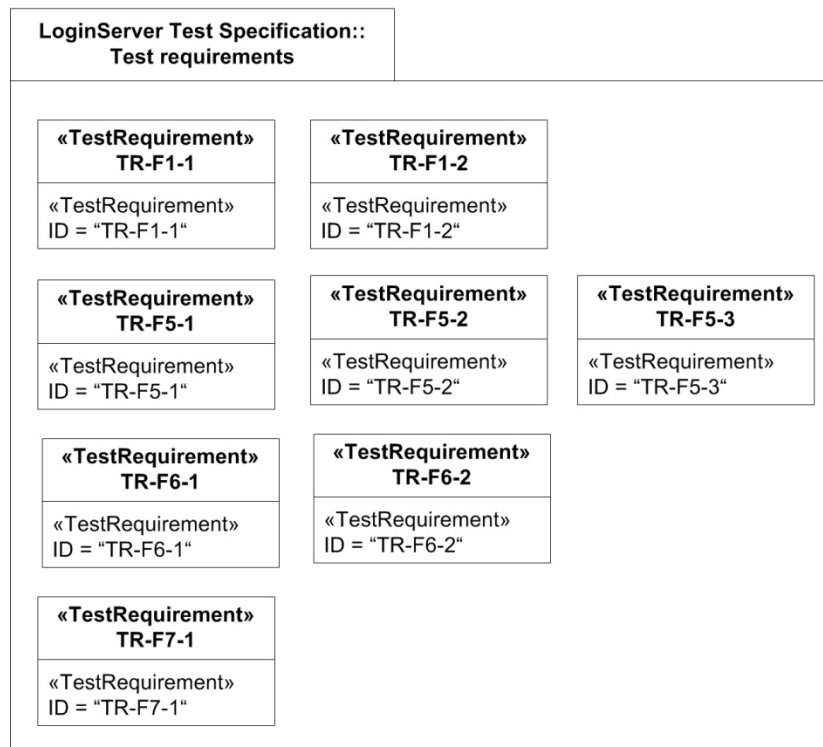 LoginServer Test Specification::
Test requirements
«TestRequirement»
TR-F1-1
«TestRequirement»
ID = “TR-F1-1“
«TestRequirement»
TR-F1-2
«TestRequirement»
ID = “TR-F1-2“
«TestRequirement»
TR-F5-1
«TestRequirement»
ID = “TR-F5-1“
«TestRequirement»
TR-F5-2
«TestRequirement»
ID = “TR-F5-2“
«TestRequirement»
TR-F5-3
«TestRequirement»
ID = “TR-F5-3“
«TestRequirement»
TR-F6-1
«TestRequirement»
ID = “TR-F6-1“
«TestRequirement»
TR-F6-2
«TestRequirement»
ID = “TR-F6-2“
«TestRequirement»
TR-F7-1
«TestRequirement»
ID = “TR-F7-1“